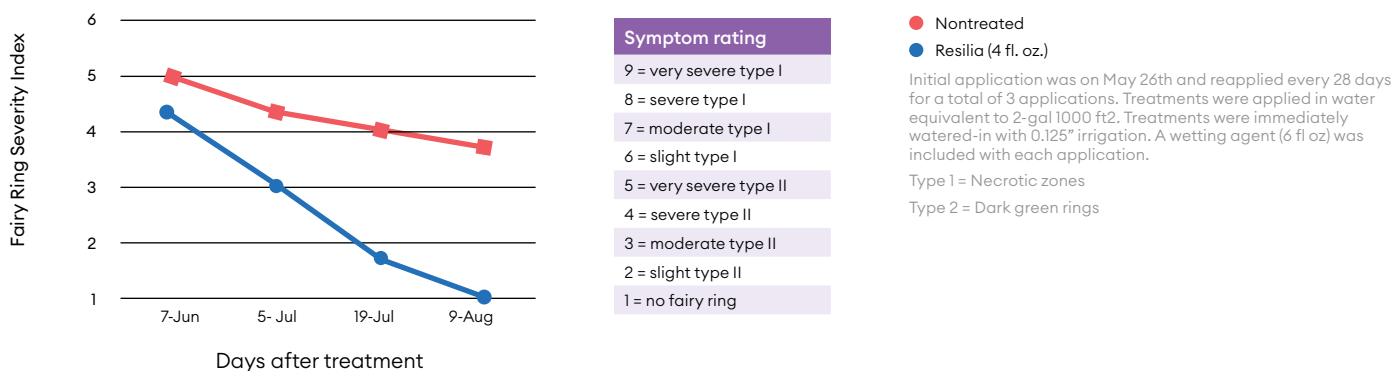 Fairy Ring Severity Index
6
5
4
3
2
1
7-Jun
5- Jul
19-Jul
9-Aug
Days after treatment
Symptom rating
9 = very severe type I
8 = severe type I
7 = moderate type I
6 = slight type I
5 = very severe type II
4 = severe type II
3 = moderate type II
2 = slight type II
1 = no fairy ring
Nontreated
Resilia (4 fl. oz.)
Initial application was on May 26th and reapplied every 28 days
for a total of 3 applications. Treatments were applied in water
equivalent to 2-gal 1000 ft2. Treatments were immediately
watered-in with 0.125” irrigation. A wetting agent (6 fl oz) was
included with each application.
Type 1 = Necrotic zones
Type 2 = Dark green rings